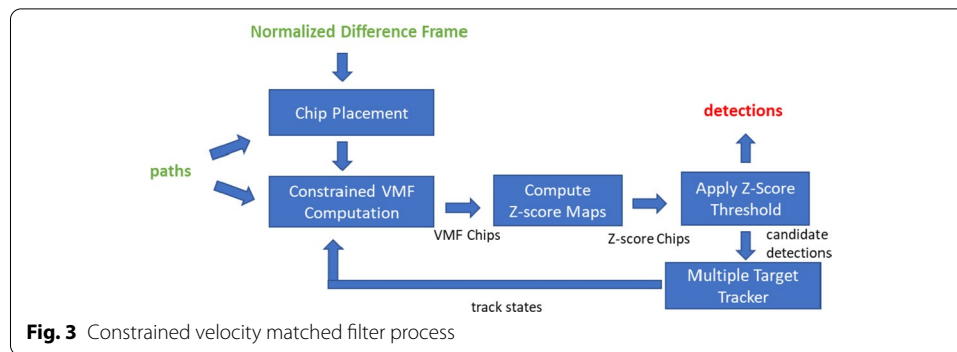 Normalized Difference Frame
Chip Placement
detections
paths
Constrained VMF
Computation
Compute
Z-score Maps
Apply Z-Score
Threshold
VMF Chips
Z-score Chips
candidate
detections
Multiple Target
Tracker
track states
Fig. 3 Constrained velocity matched filter process